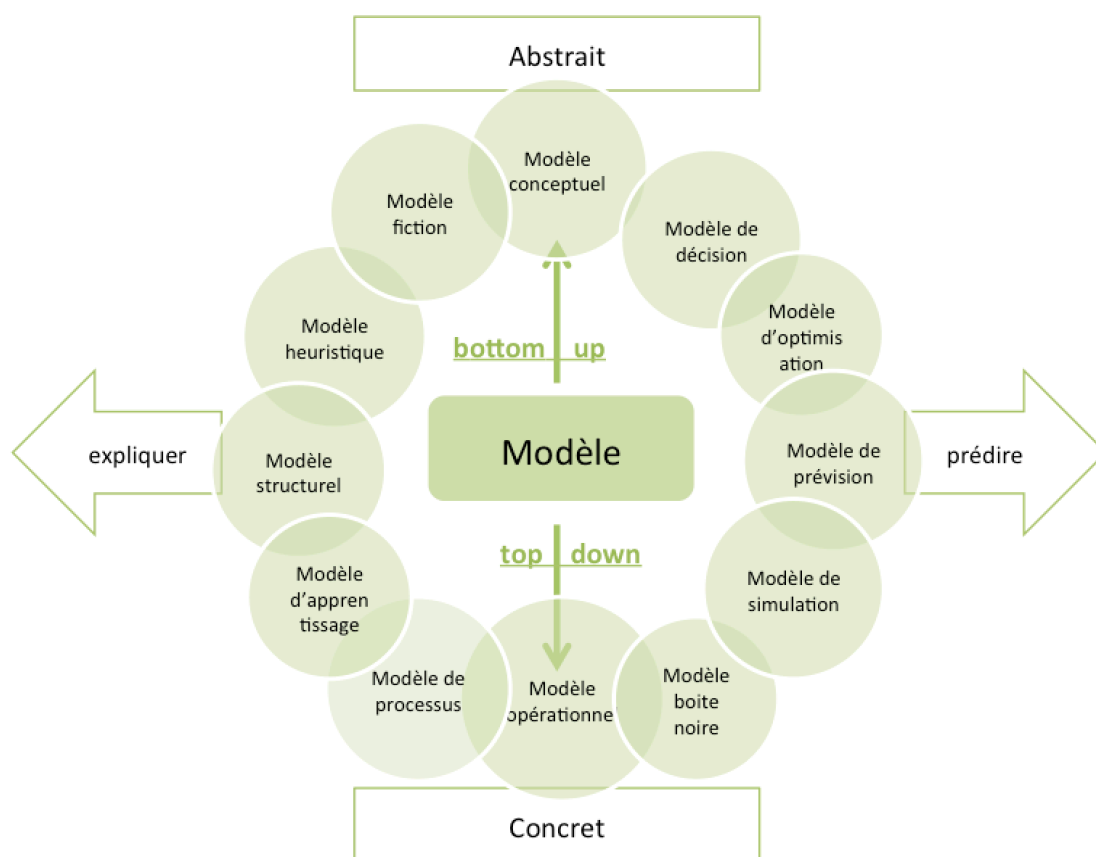 Abstrait
Modèle
conceptuel
Modèle
fiction
Modèle de
décision
Modèle
d'optimis
ation
Modèle
heuristique
bottom up
expliquer
Modèle
structurel
Modèle
Modèle de
prévision
prédire
top down
Modèle
d'appren
tissage
Modèle de
simulation
Modèle de
processus
Modèle
opérationne
Modèle
boite
noire
Concret